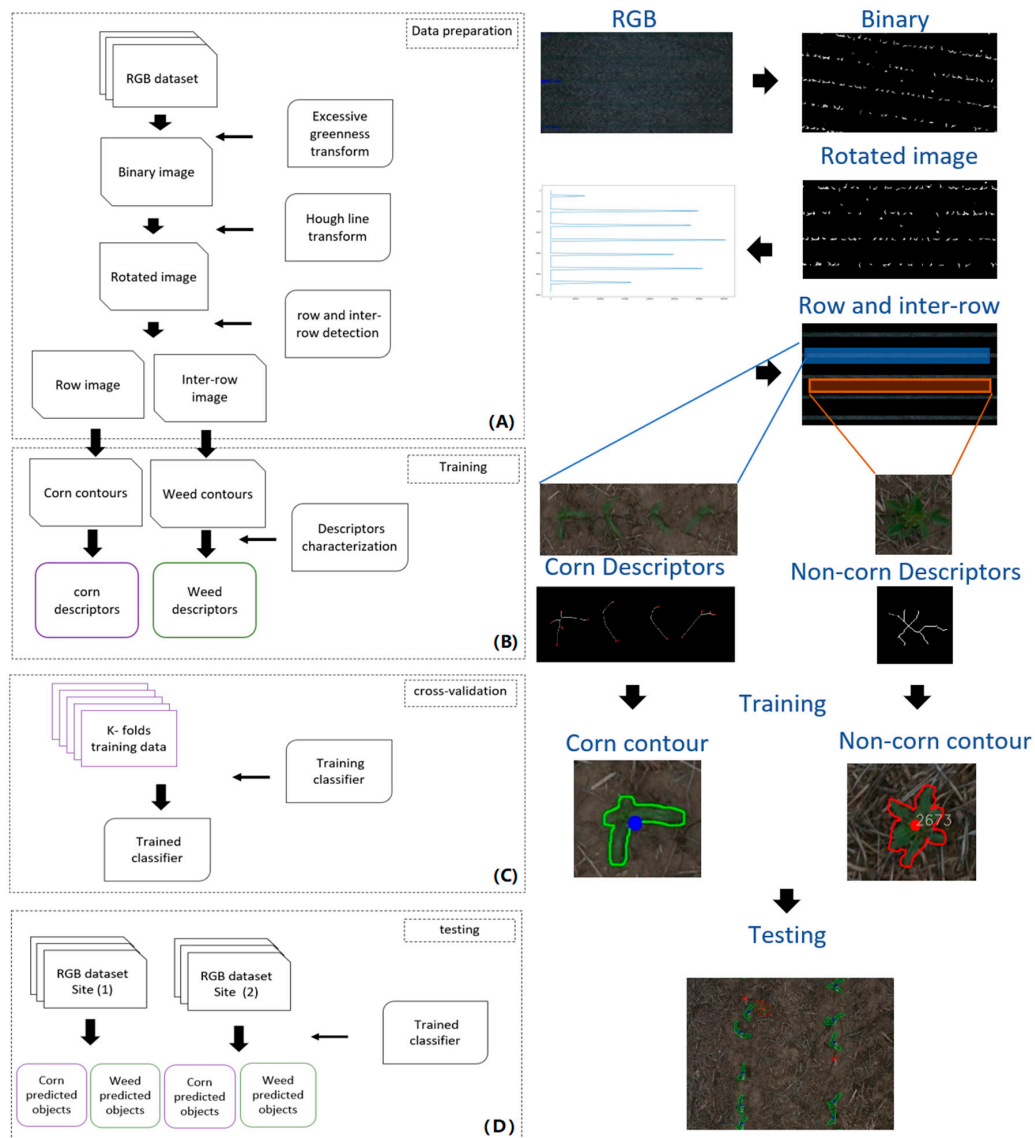 Data preparation
RGB dataset
Excessive
greenness
transform
Binary image
Hough line
transform
Rotated image
row and inter-
row detection
Row image
Inter-row
image
(A)
Training
Corn contours
Weed contours
Descriptors
characterization
corn
descriptors
Weed
descriptors
(B)
cross-validation
K- folds
training data
Training
classifier
Trained
classifier
(C)
testing
RGB dataset
Site (1)
RGB dataset
Site (2)
Trained
classifier
Corn
predicted
objects
Weed
predicted
objects
Corn
predicted
objects
Weed
predicted
objects
(D)
RGB
Binary
Rotated image
Row and inter-row
Corn Descriptors
Non-corn Descriptors
Training
Corn contour
Non-corn contour
2673
Testing